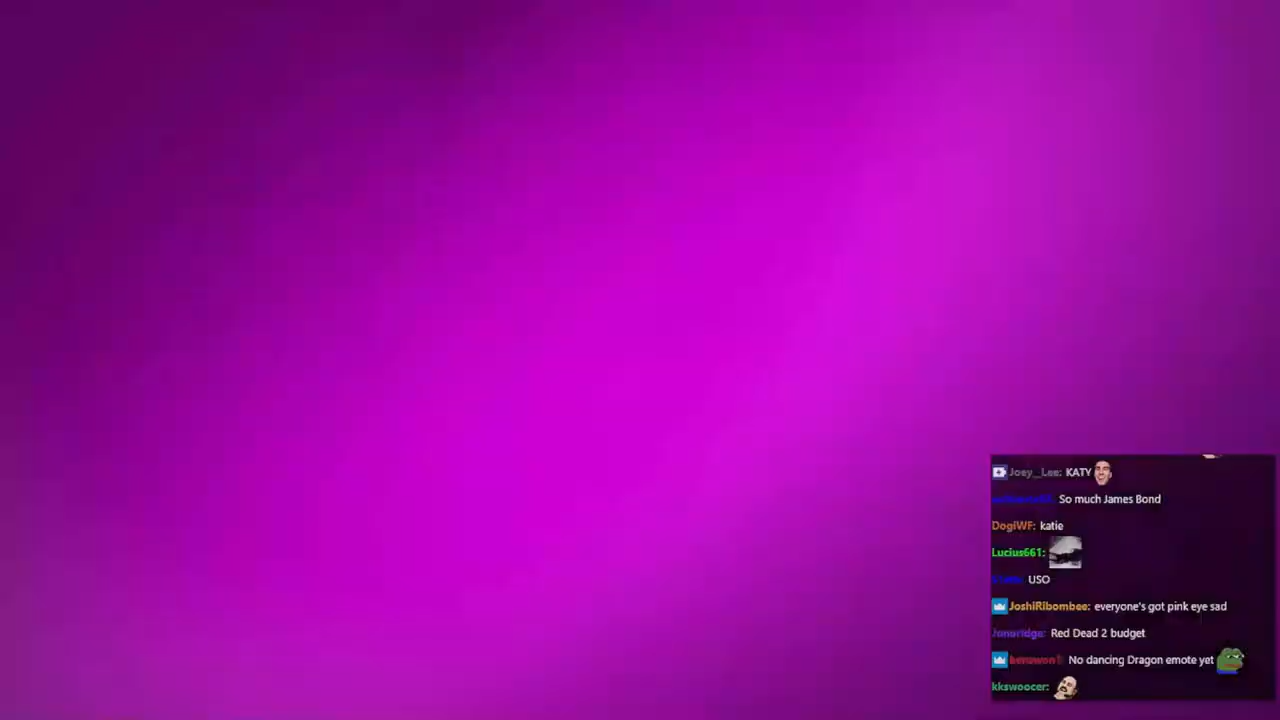 Joey__Lee: KATY
So much James Bond
DogiWF: katie
Lucius661:
USO
JoshiRibombee: everyone's got pink eye sad
Red Dead 2 budget
No dancing Dragon emote yet
kkswoocer: